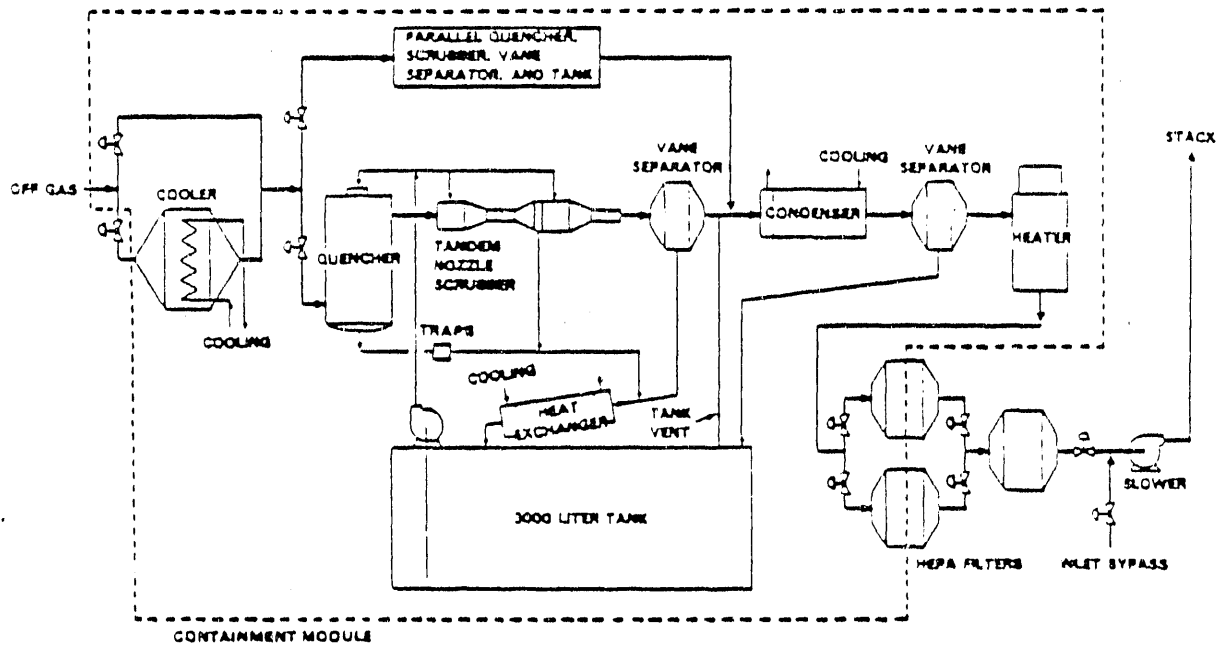 PARALLEL QUENCHER,
SCRUBBER, VANE
SEPARATOR, AND TANK
STACK
VANE
SEPARATOR
COOLING
VANE
SEPARATOR
OFF GAS
COOLER
CONDENSER
HEATER
QUENCHER
TANDEM
NOZZLE
SCRUBBER
COOLING
TRAPS
COOLING
HEAT
EXCHANGER
TANK
VENT
BLOWER
3000 LITER TANK
HEPA FILTERS
INLET BYPASS
CONTAINMENT MODULE